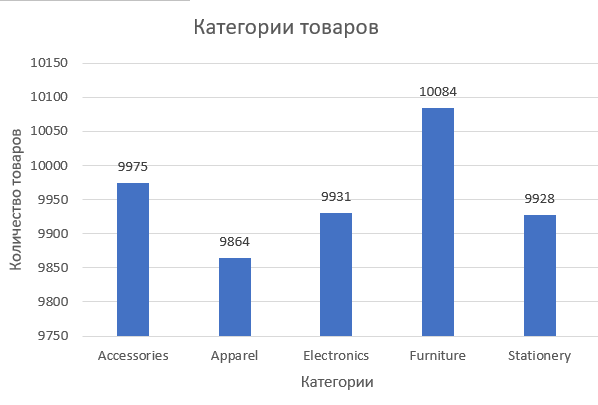 Категории товаров
Количество товаров
10150
10100
10050
10000
9950
9900
9850
9800
9750
9975
9864
9931
10084
9928
Accessories
Apparel
Electronics
Furniture
Stationery
Категории